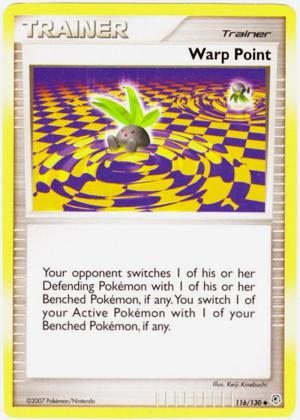 TRAINER
Trainer
Warp Point
Your opponent switches 1 of his or her
Defending Pokémon with 1 of his or her
Benched Pokémon, if any. You switch 1 of
your Active Pokémon with 1 of your
Benched Pokémon, if any.
Illus. Keiji Kinebuchi
©2007 Pokémon/Nintendo
116/130